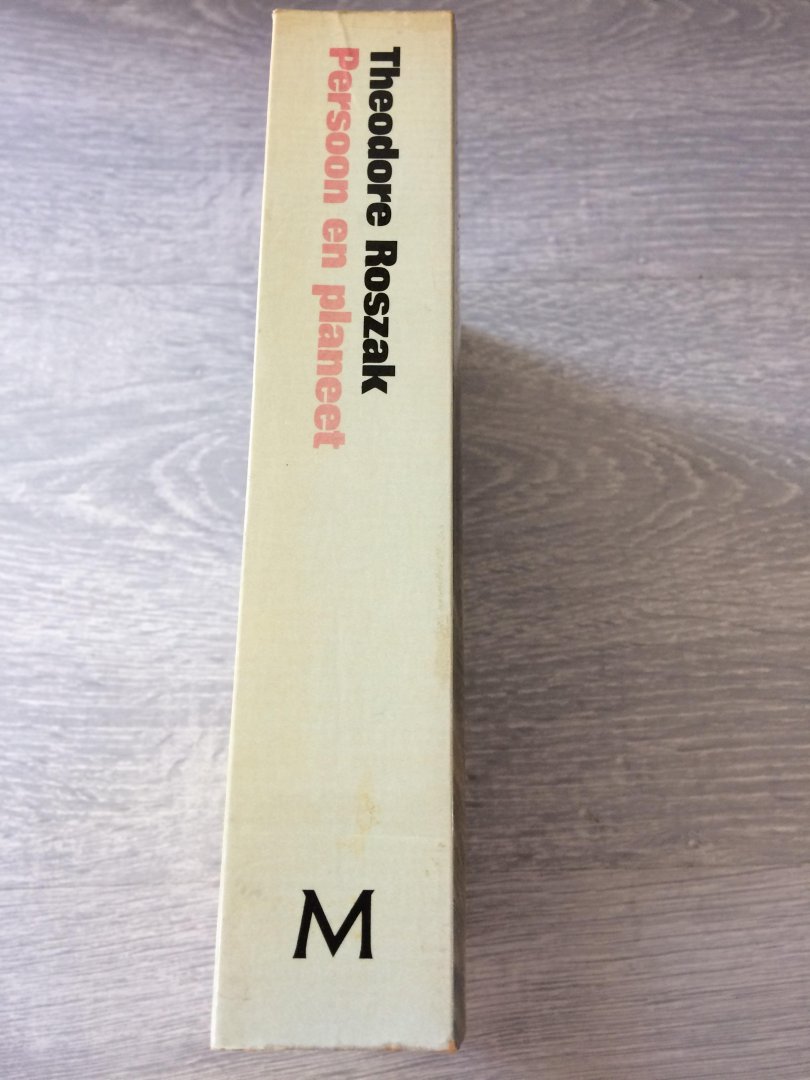 Theodore Roszak
Persoon en planeet
M